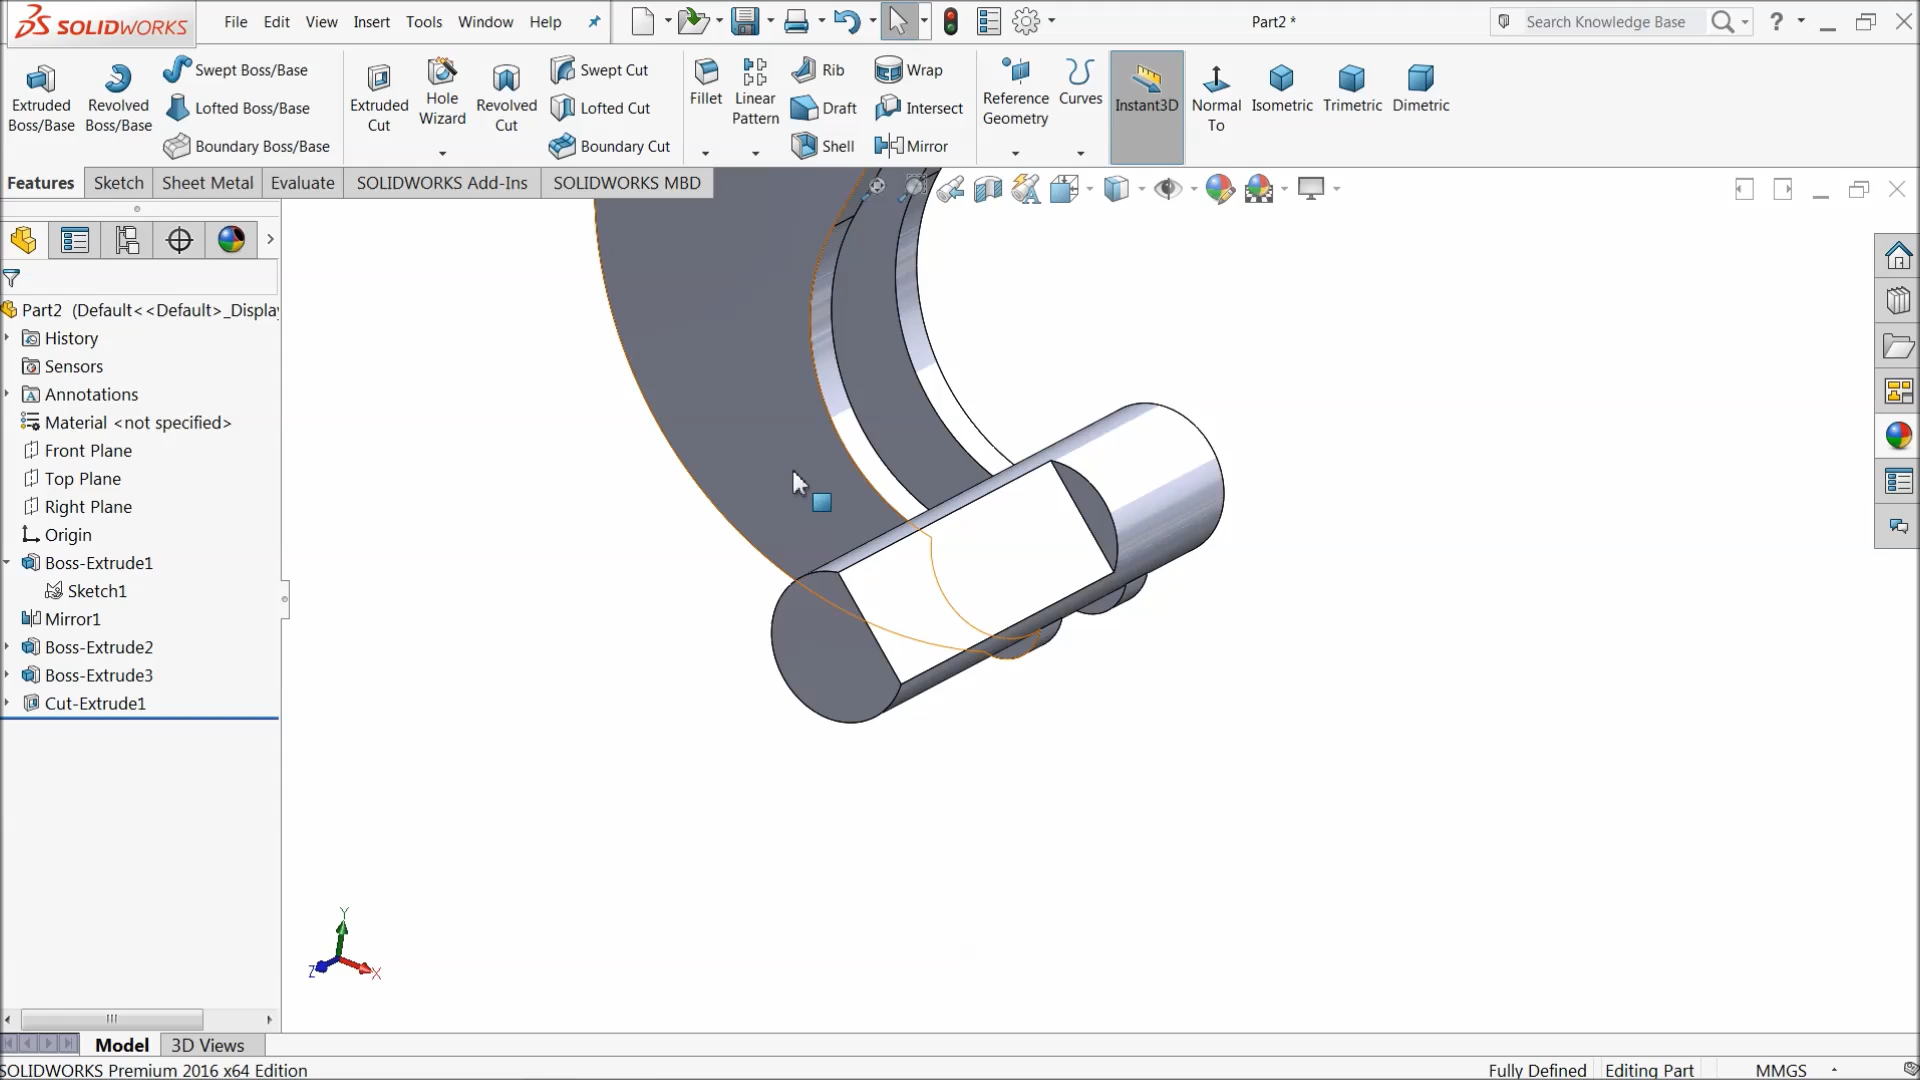 SOLIDWORKS File Edit View Insert Tools Window Help Part2 * Search Knowledge Base ?
Extruded Boss/Base
Revolved Boss/Base
Swept Boss/Base
Lofted Boss/Base
Boundary Boss/Base
Extruded Cut
Hole Wizard
Revolved Cut
Swept Cut
Lofted Cut
Boundary Cut
Fillet
Linear Pattern
Rib
Draft
Shell
Wrap
Intersect
Mirror
Reference Geometry
Curves
Instant3D
Normal To
Isometric
Trimetric
Dimetric
Features Sketch Sheet Metal Evaluate SOLIDWORKS Add-Ins SOLIDWORKS MBD
Part2 (Default<<Default>_Display
History
Sensors
Annotations
Material <not specified>
Front Plane
Top Plane
Right Plane
Origin
Boss-Extrude1
Sketch1
Mirror1
Boss-Extrude2
Boss-Extrude3
Cut-Extrude1
Y
Z X
Model 3D Views
SOLIDWORKS Premium 2016 x64 Edition Fully Defined Editing Part MMGS